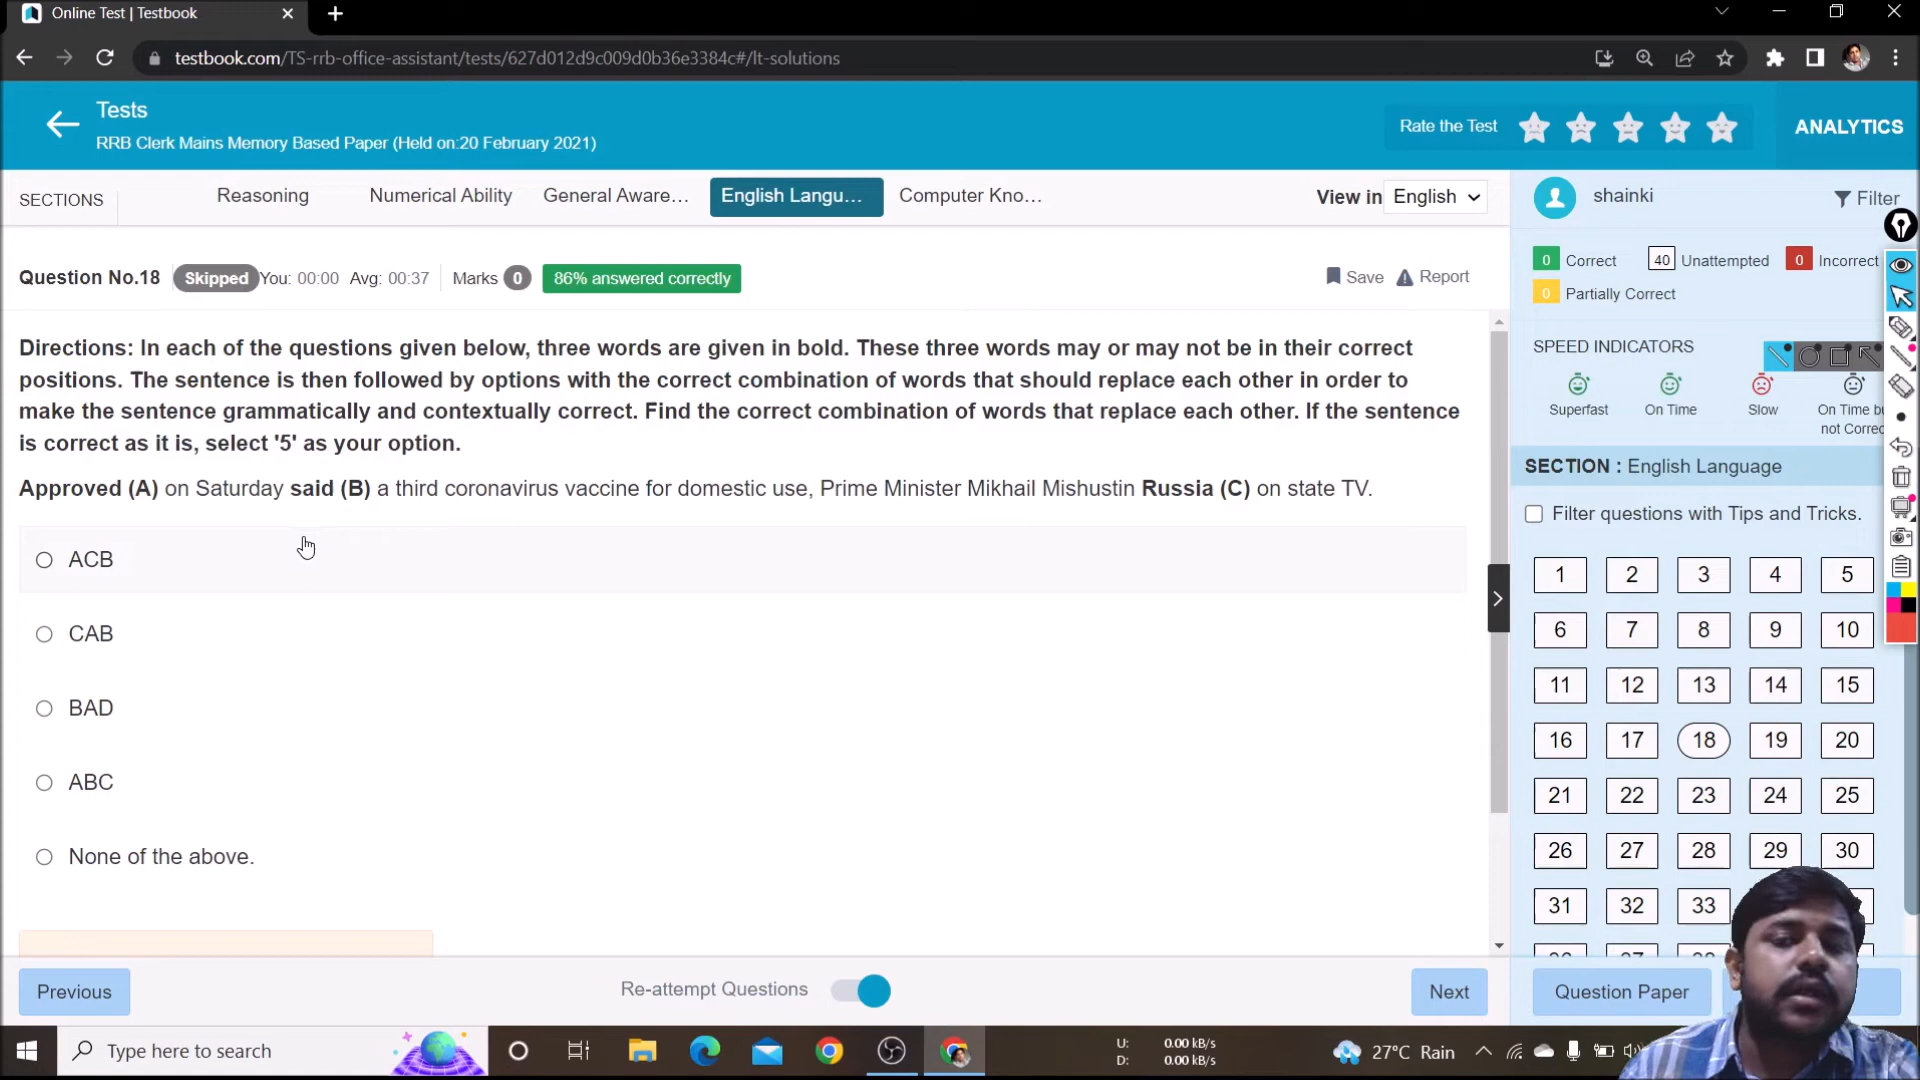 Online Test | Testbook
testbook.com/TS-rrb-office-assistant/tests/627d012d9c009d0b36e3384c#/lt-solutions
Tests
RRB Clerk Mains Memory Based Paper (Held on:20 February 2021)
Rate the Test
ANALYTICS
SECTIONS
Reasoning
Numerical Ability
General Aware...
English Langu...
Computer Kno...
View in English
shainki
Filter
Question No.18 Skipped You: 00:00 Avg: 00:37 Marks 0 86% answered correctly
Save Report
0 Correct 40 Unattempted 0 Incorrect
0 Partially Correct
Directions: In each of the questions given below, three words are given in bold. These three words may or may not be in their correct
positions. The sentence is then followed by options with the correct combination of words that should replace each other in order to
make the sentence grammatically and contextually correct. Find the correct combination of words that replace each other. If the sentence
is correct as it is, select '5' as your option.
Approved (A) on Saturday said (B) a third coronavirus vaccine for domestic use, Prime Minister Mikhail Mishustin Russia (C) on state TV.
ACB
CAB
BAD
ABC
None of the above.
SPEED INDICATORS
Superfast On Time Slow On Time bu
not Correc
SECTION : English Language
Filter questions with Tips and Tricks.
1 2 3 4 5
6 7 8 9 10
11 12 13 14 15
16 17 18 19 20
21 22 23 24 25
26 27 28 29 30
31 32 33
Previous
Re-attempt Questions
Next
Question Paper
Type here to search
U: 0.00 kB/s
D: 0.00 kB/s
27°C Rain